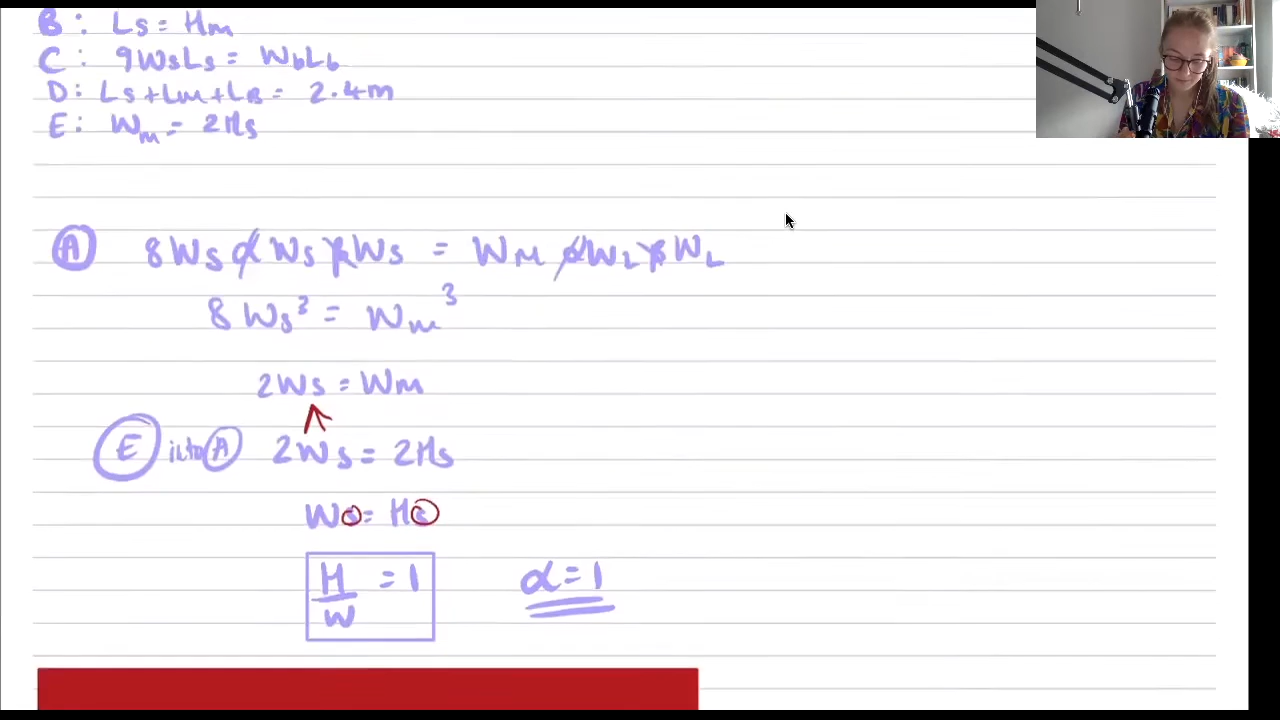 B: Ls = Hm
C: 9WsLs = WbLb
D: Ls+Lm+LB = 2.4m
E: Wm = 2Hs
A 8Ws α Ws β Ws = WM α WL β WL
8Ws³ = Wm³
2Ws = Wm
E into A 2Ws = 2Hs
Ws = Hs
H/W = 1 α = 1